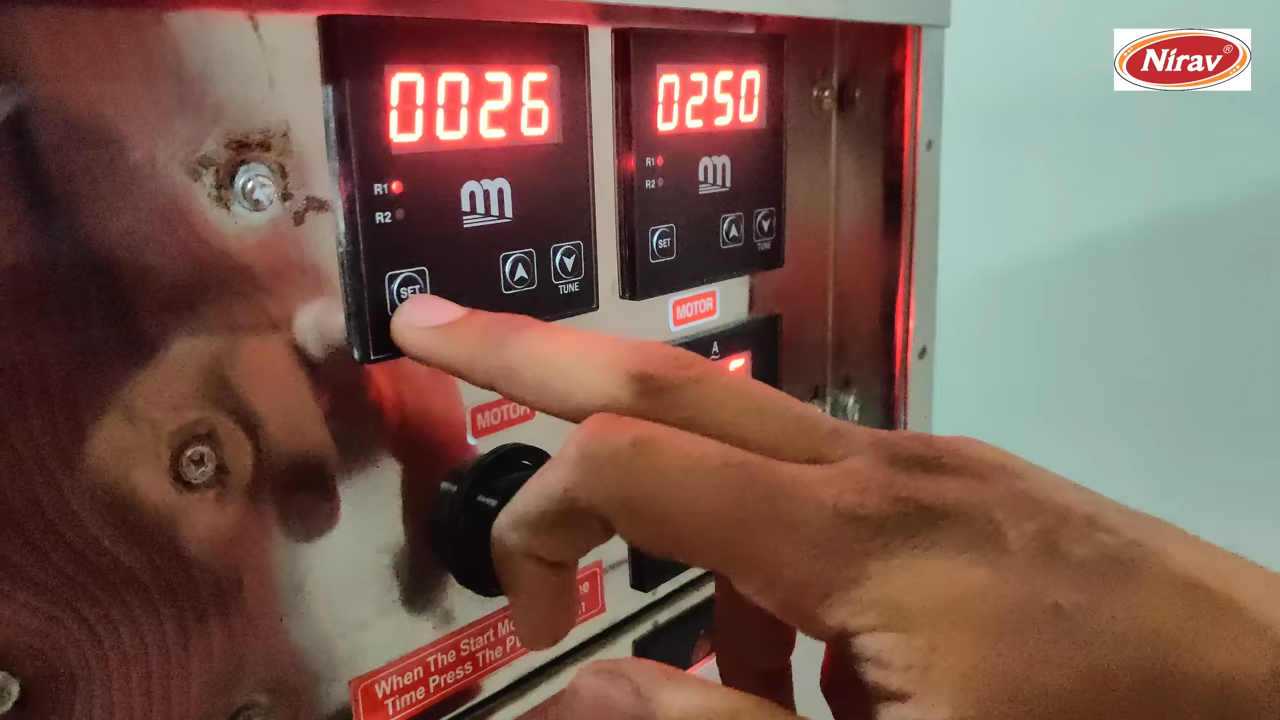 Nirav®
0026
R1
R2
SET
TUNE
0250
R1
R2
SET
TUNE
MOTOR
A
MOTOR
When The Start
Time Press The